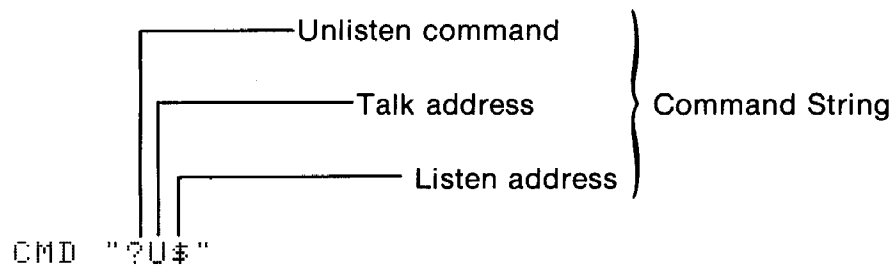 Unlisten command
Talk address
Command String
Listen address
CMD "?U$"